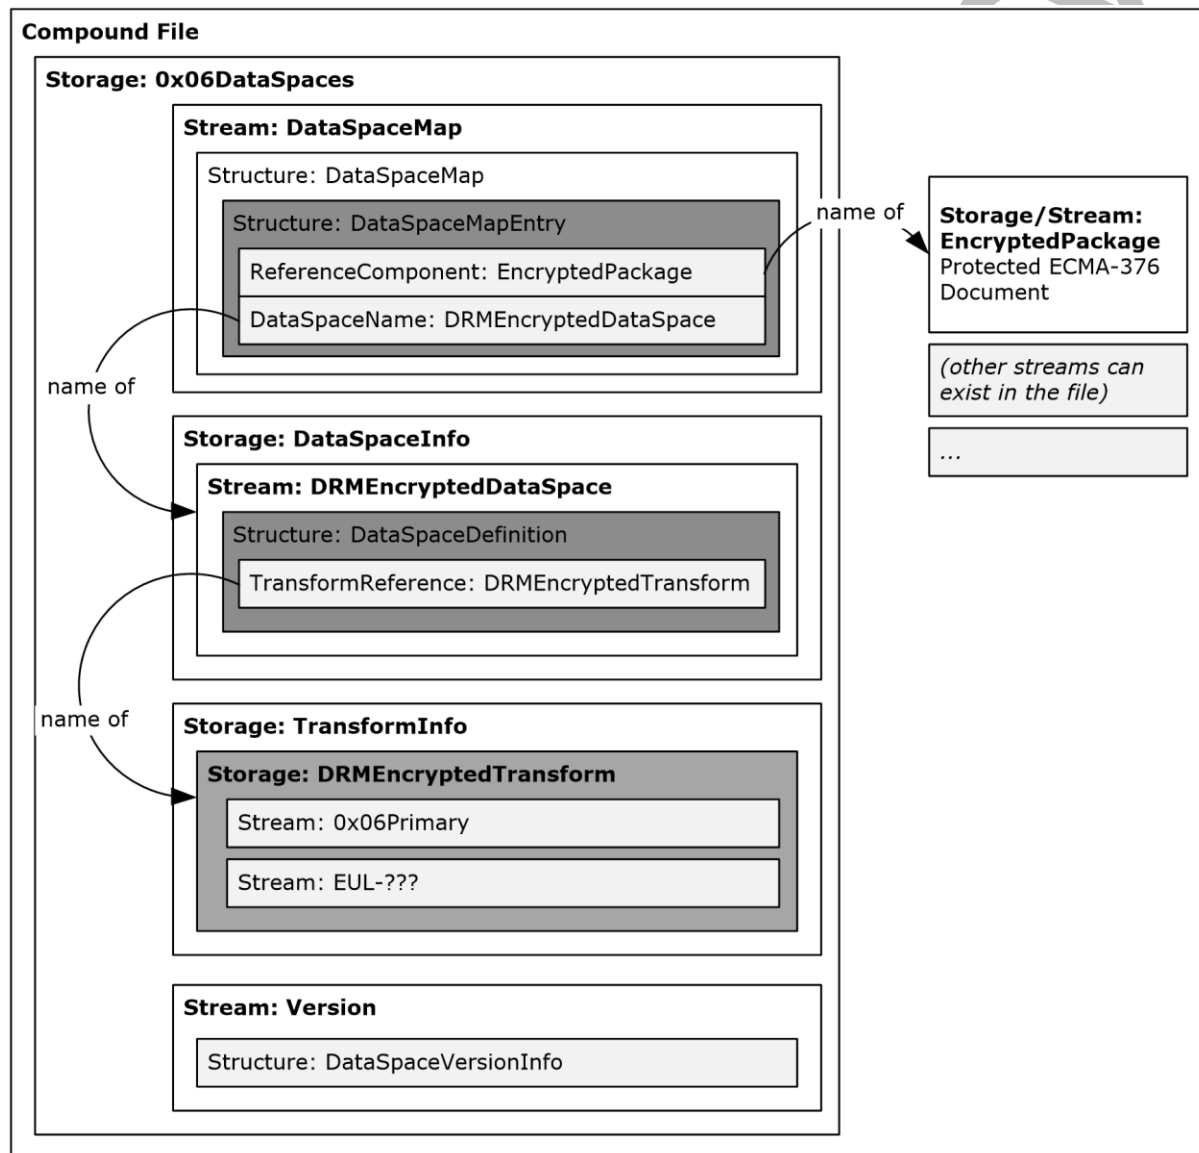 Compound File
Storage: 0x06DataSpaces
Stream: DataSpaceMap
Structure: DataSpaceMap
Structure: DataSpaceMapEntry
ReferenceComponent: EncryptedPackage
DataSpaceName: DRMEncryptedDataSpace
name of
Storage/Stream:
EncryptedPackage
Protected ECMA-376
Document
(other streams can
exist in the file)
...
name of
Storage: DataSpaceInfo
Stream: DRMEncryptedDataSpace
Structure: DataSpaceDefinition
TransformReference: DRMEncryptedTransform
name of
Storage: TransformInfo
Storage: DRMEncryptedTransform
Stream: 0x06Primary
Stream: EUL-???
Stream: Version
Structure: DataSpaceVersionInfo